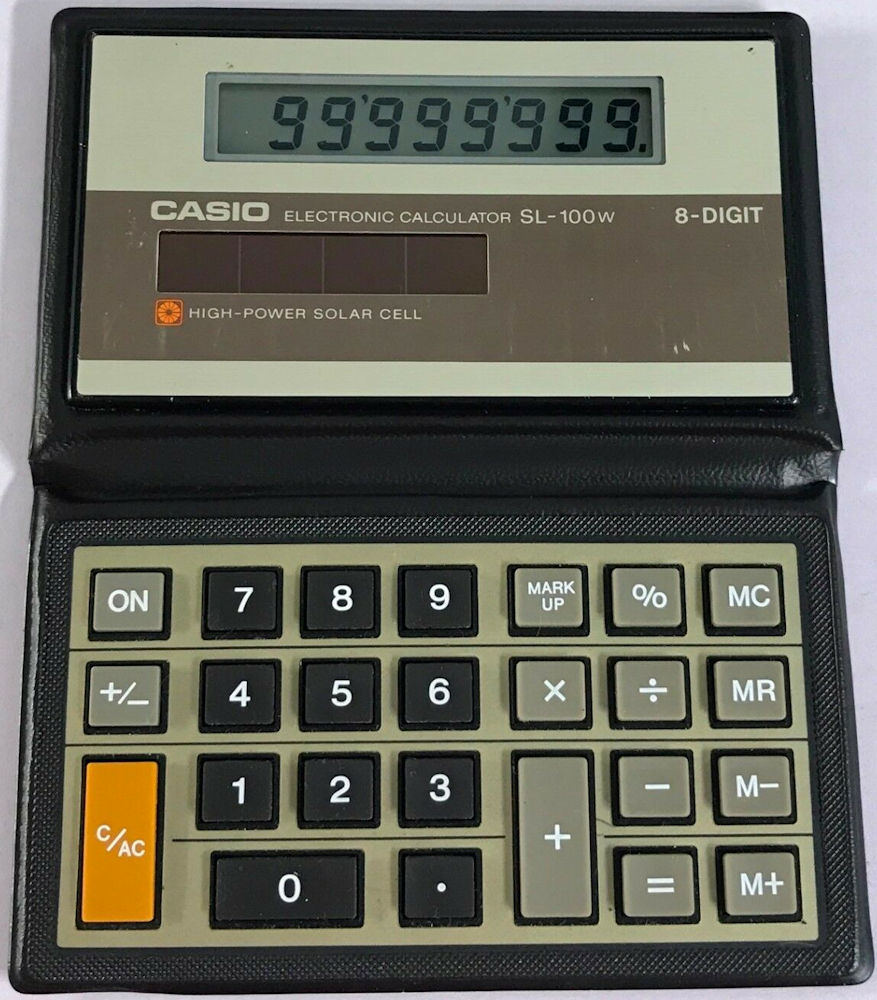 99'999'999.
CASIO ELECTRONIC CALCULATOR SL-100W 8-DIGIT
HIGH-POWER SOLAR CELL
ON 7 8 9 MARK UP % MC
+/− 4 5 6 × ÷ MR
C/AC 1 2 3 + − M−
0 . = M+